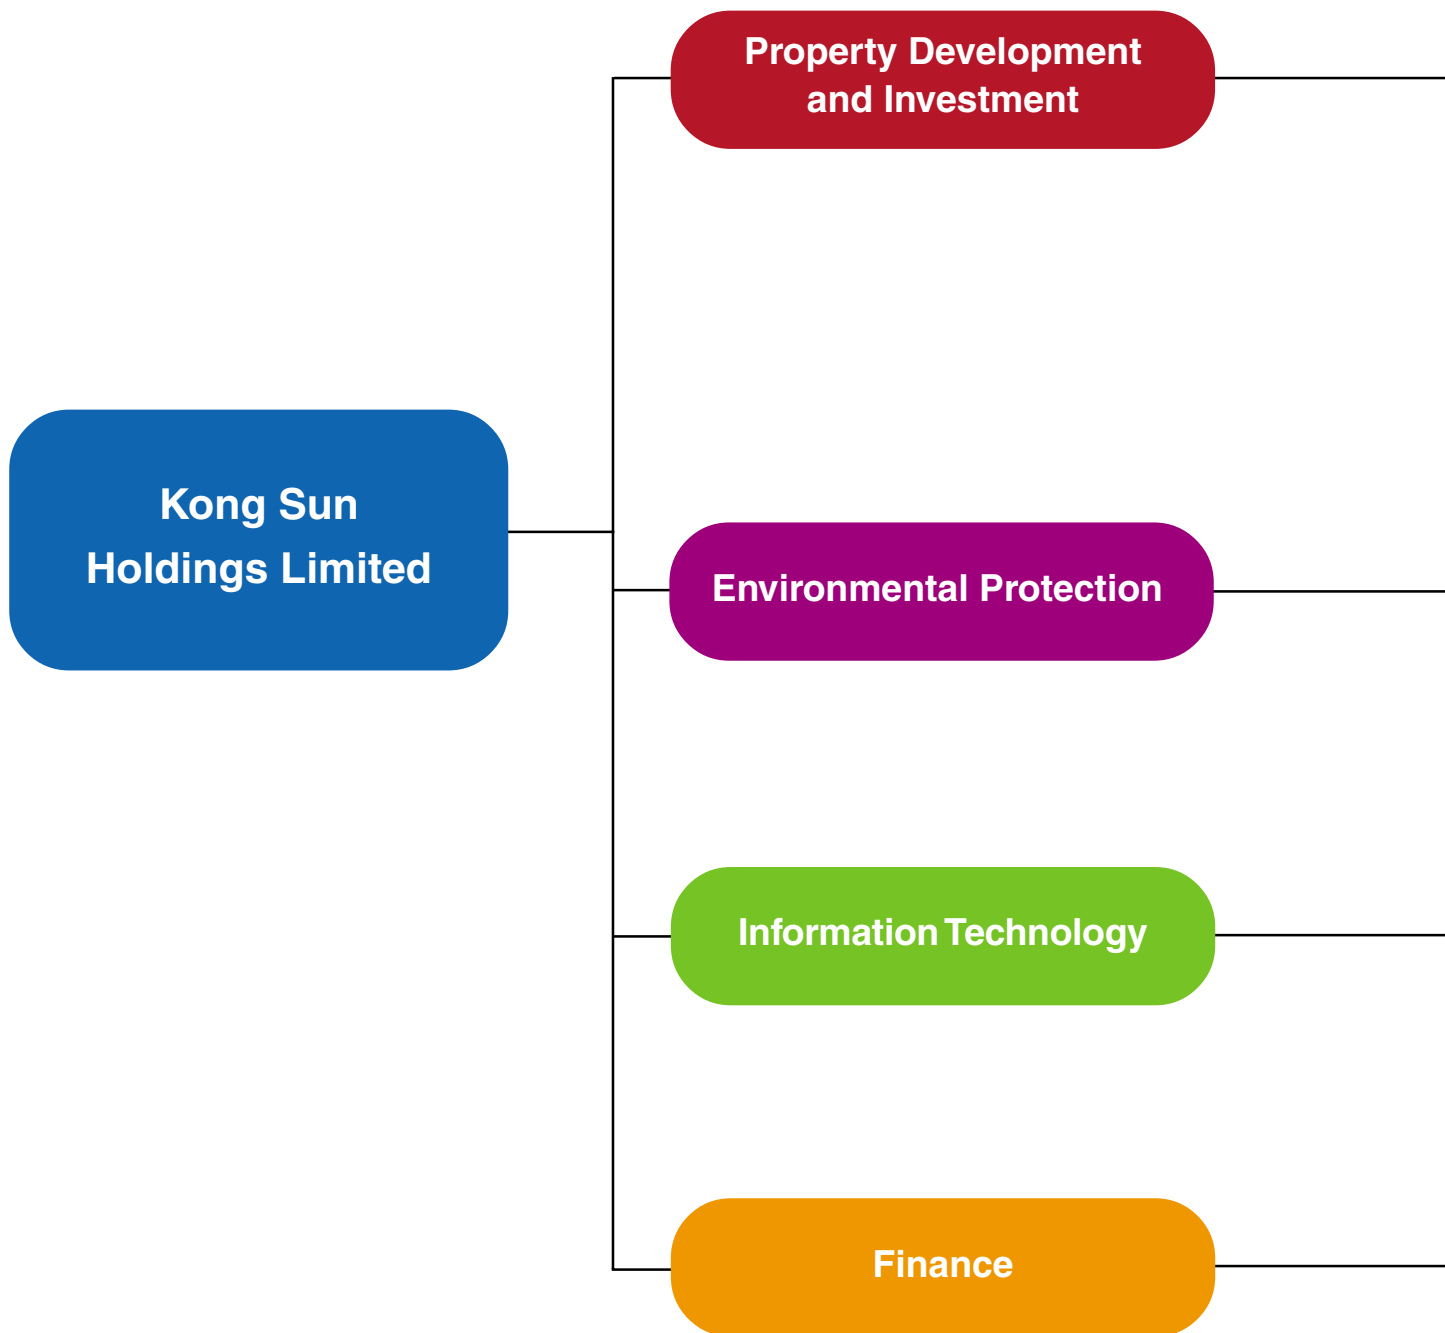 Property Development
and Investment
Kong Sun
Holdings Limited
Environmental Protection
Information Technology
Finance